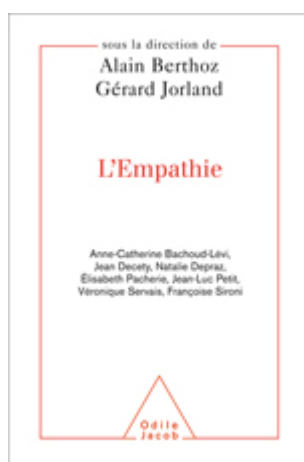 sous la direction de
Alain Berthoz
Gérard Jorland
L'Empathie
Anne-Catherine Bachoud-Lévi,
Jean Decety, Natalie Depraz,
Élisabeth Pacherie, Jean-Luc Petit,
Véronique Servais, Françoise Sironi
Odile
Jacob